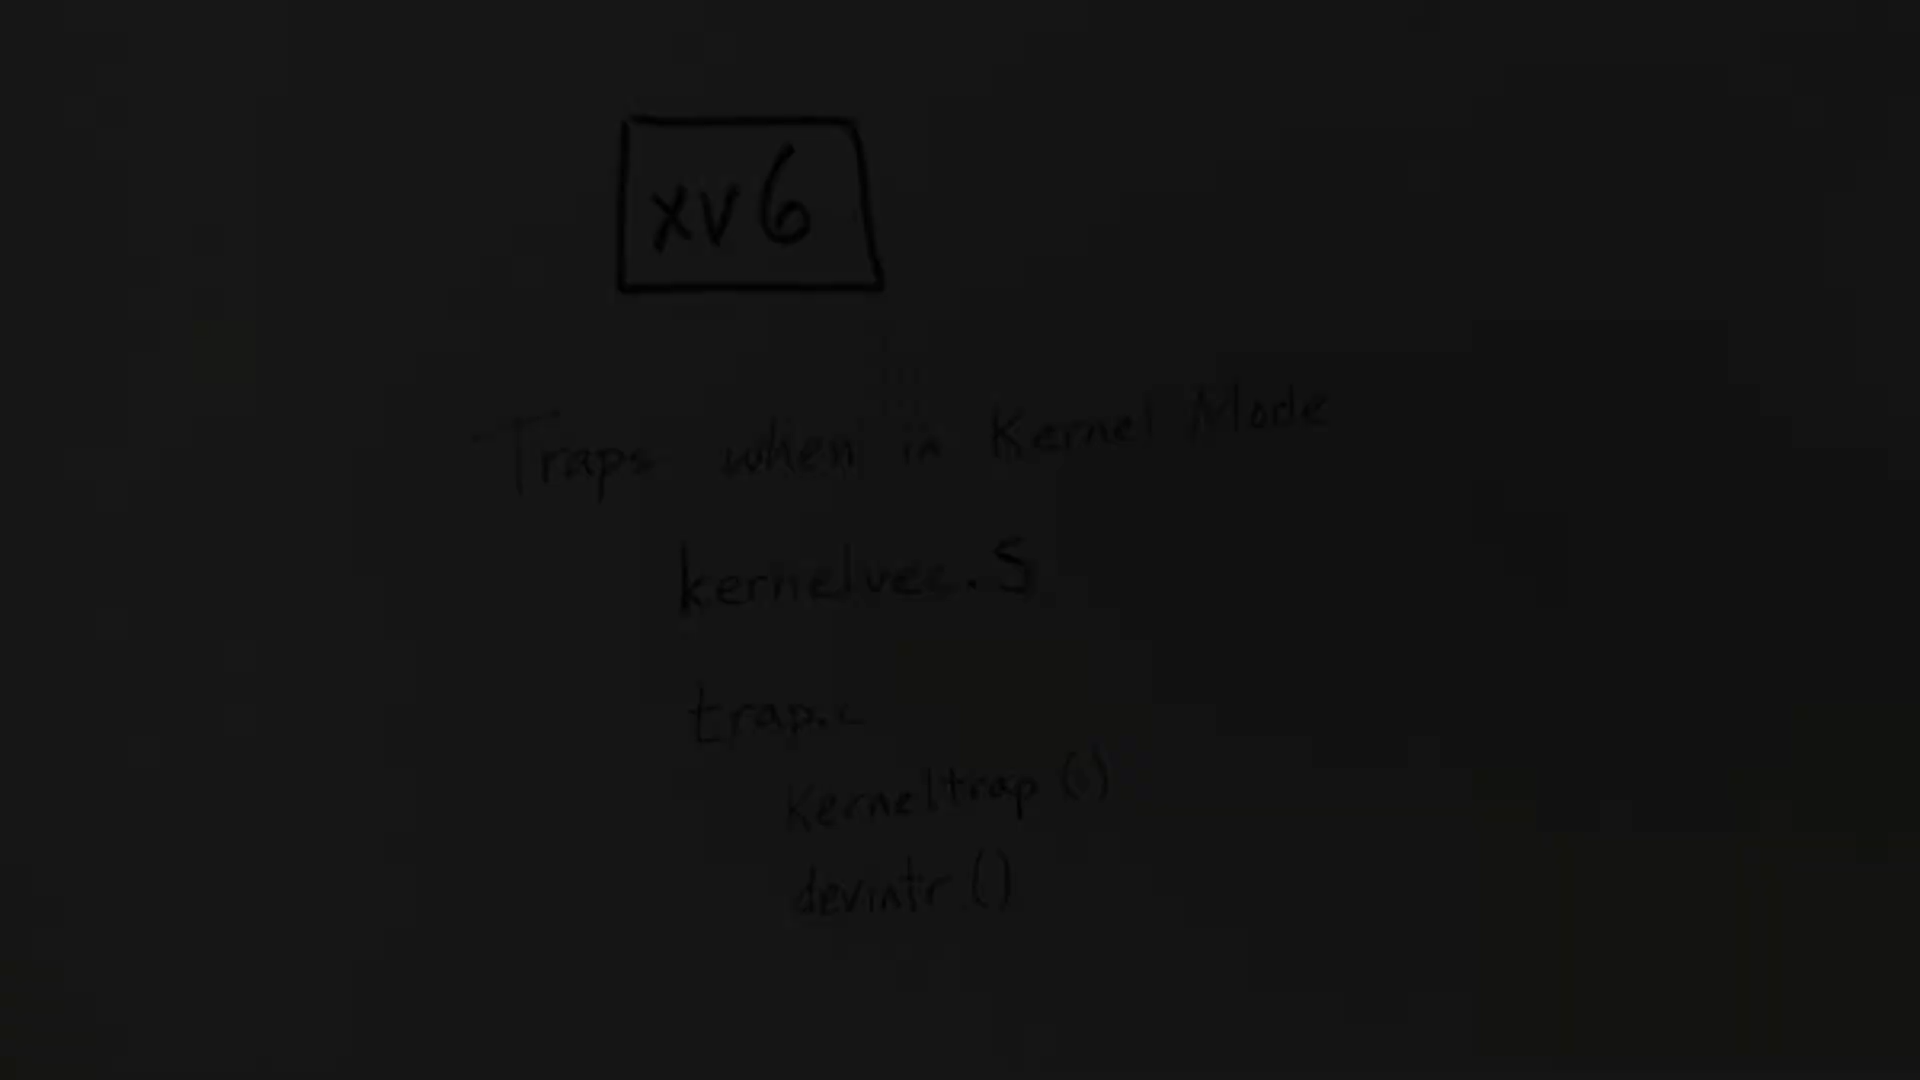 xv6
Traps when in Kernel Mode
kernelvec.S
trap.c
kerneltrap()
devintr()